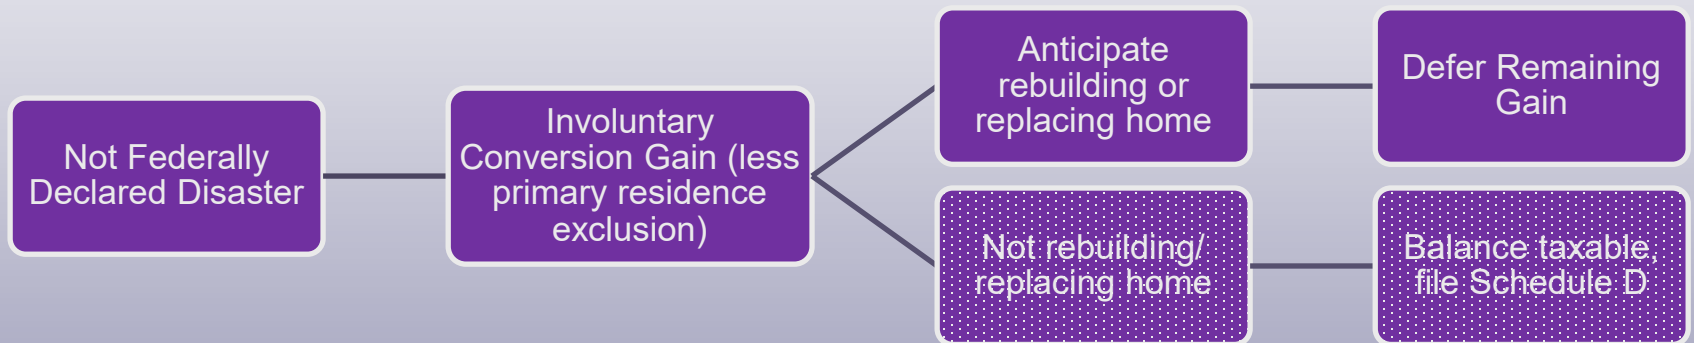 Not Federally
Declared Disaster
Involuntary
Conversion Gain (less
primary residence
exclusion)
Anticipate
rebuilding or
replacing home
Defer Remaining
Gain
Not rebuilding/
replacing home
Balance taxable,
file Schedule D